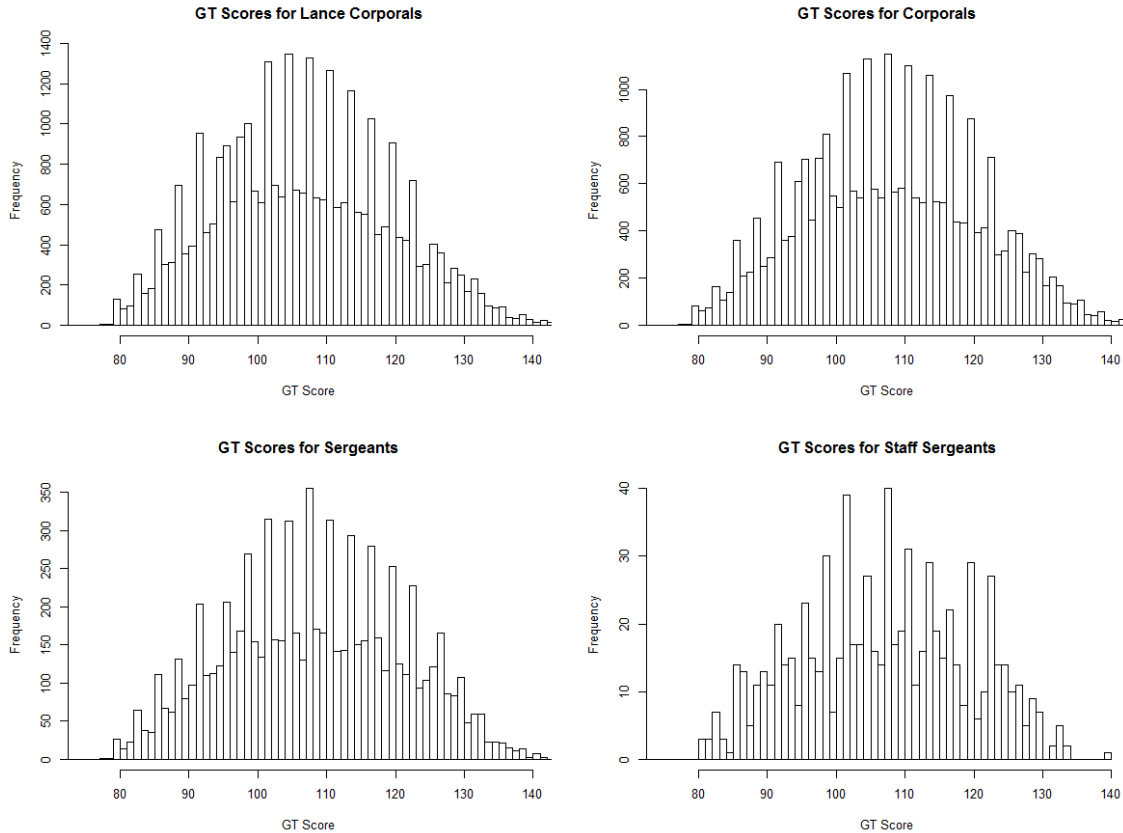 GT Scores for Lance Corporals
Frequency
0 200 400 600 800 1000 1200 1400
80 90 100 110 120 130 140
GT Score
GT Scores for Corporals
Frequency
0 200 400 600 800 1000
80 90 100 110 120 130 140
GT Score
GT Scores for Sergeants
Frequency
0 50 100 150 200 250 300 350
80 90 100 110 120 130 140
GT Score
GT Scores for Staff Sergeants
Frequency
0 10 20 30 40
80 90 100 110 120 130 140
GT Score